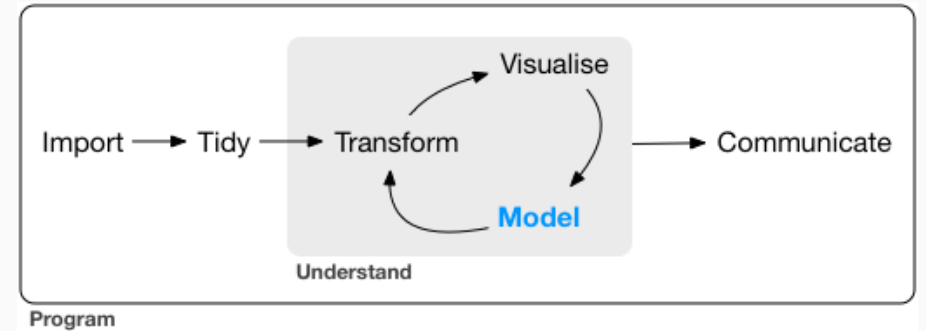 Visualise
Import Tidy Transform Communicate
Model
Understand
Program